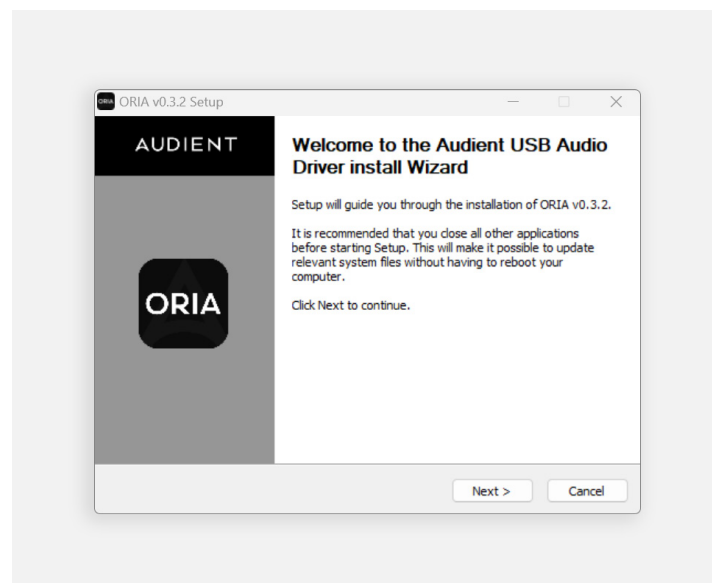 ORIA ORIA v0.3.2 Setup
AUDIENT
Welcome to the Audient USB Audio
Driver install Wizard
Setup will guide you through the installation of ORIA v0.3.2.
It is recommended that you close all other applications
before starting Setup. This will make it possible to update
relevant system files without having to reboot your
computer.
ORIA
Click Next to continue.
Next >
Cancel